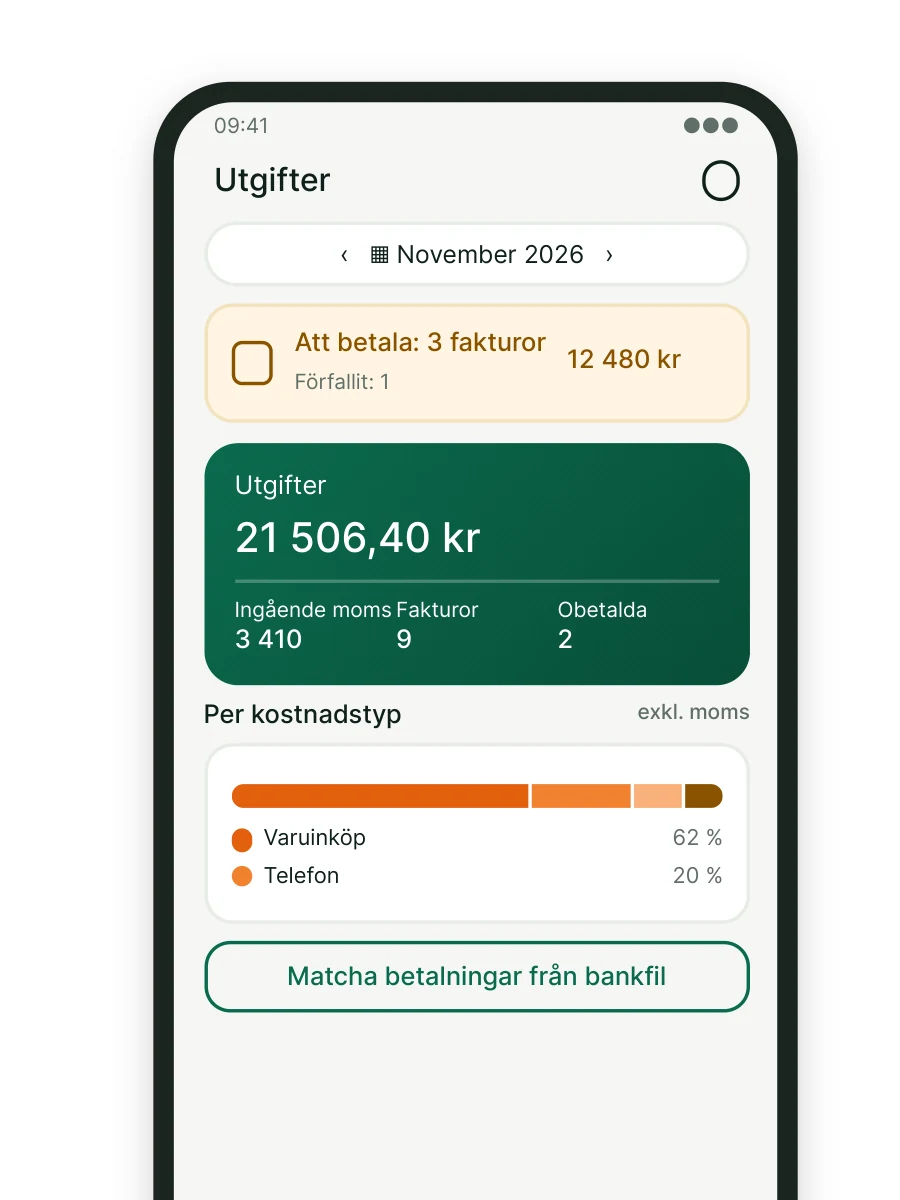 09:41
Utgifter
‹ ▦ November 2026 ›
Att betala: 3 fakturor
12 480 kr
Förfallit: 1
Utgifter
21 506,40 kr
Ingående moms Fakturor Obetalda
3 410 9 2
Per kostnadstyp exkl. moms
Varuinköp 62 %
Telefon 20 %
Matcha betalningar från bankfil